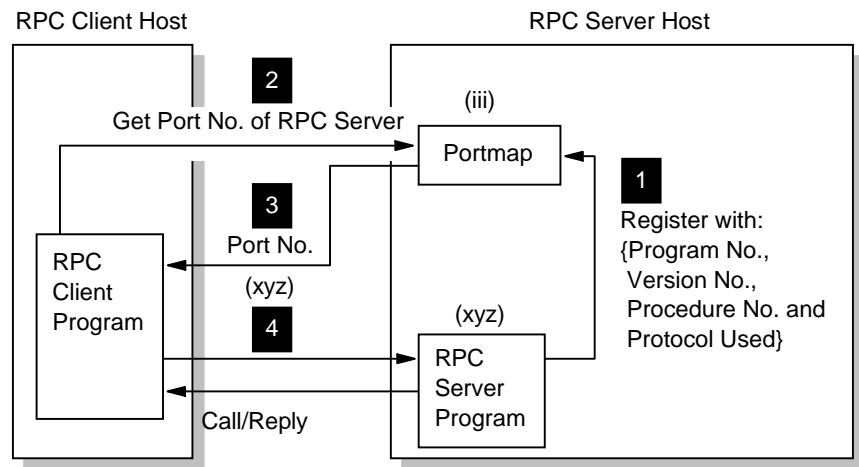 RPC Client Host
RPC Server Host
2
(iii)
Get Port No. of RPC Server
Portmap
1
3
Register with:
{Program No.,
Version No.,
Procedure No. and
Protocol Used}
Port No.
RPC
Client
Program
(xyz)
(xyz)
4
RPC
Server
Program
Call/Reply